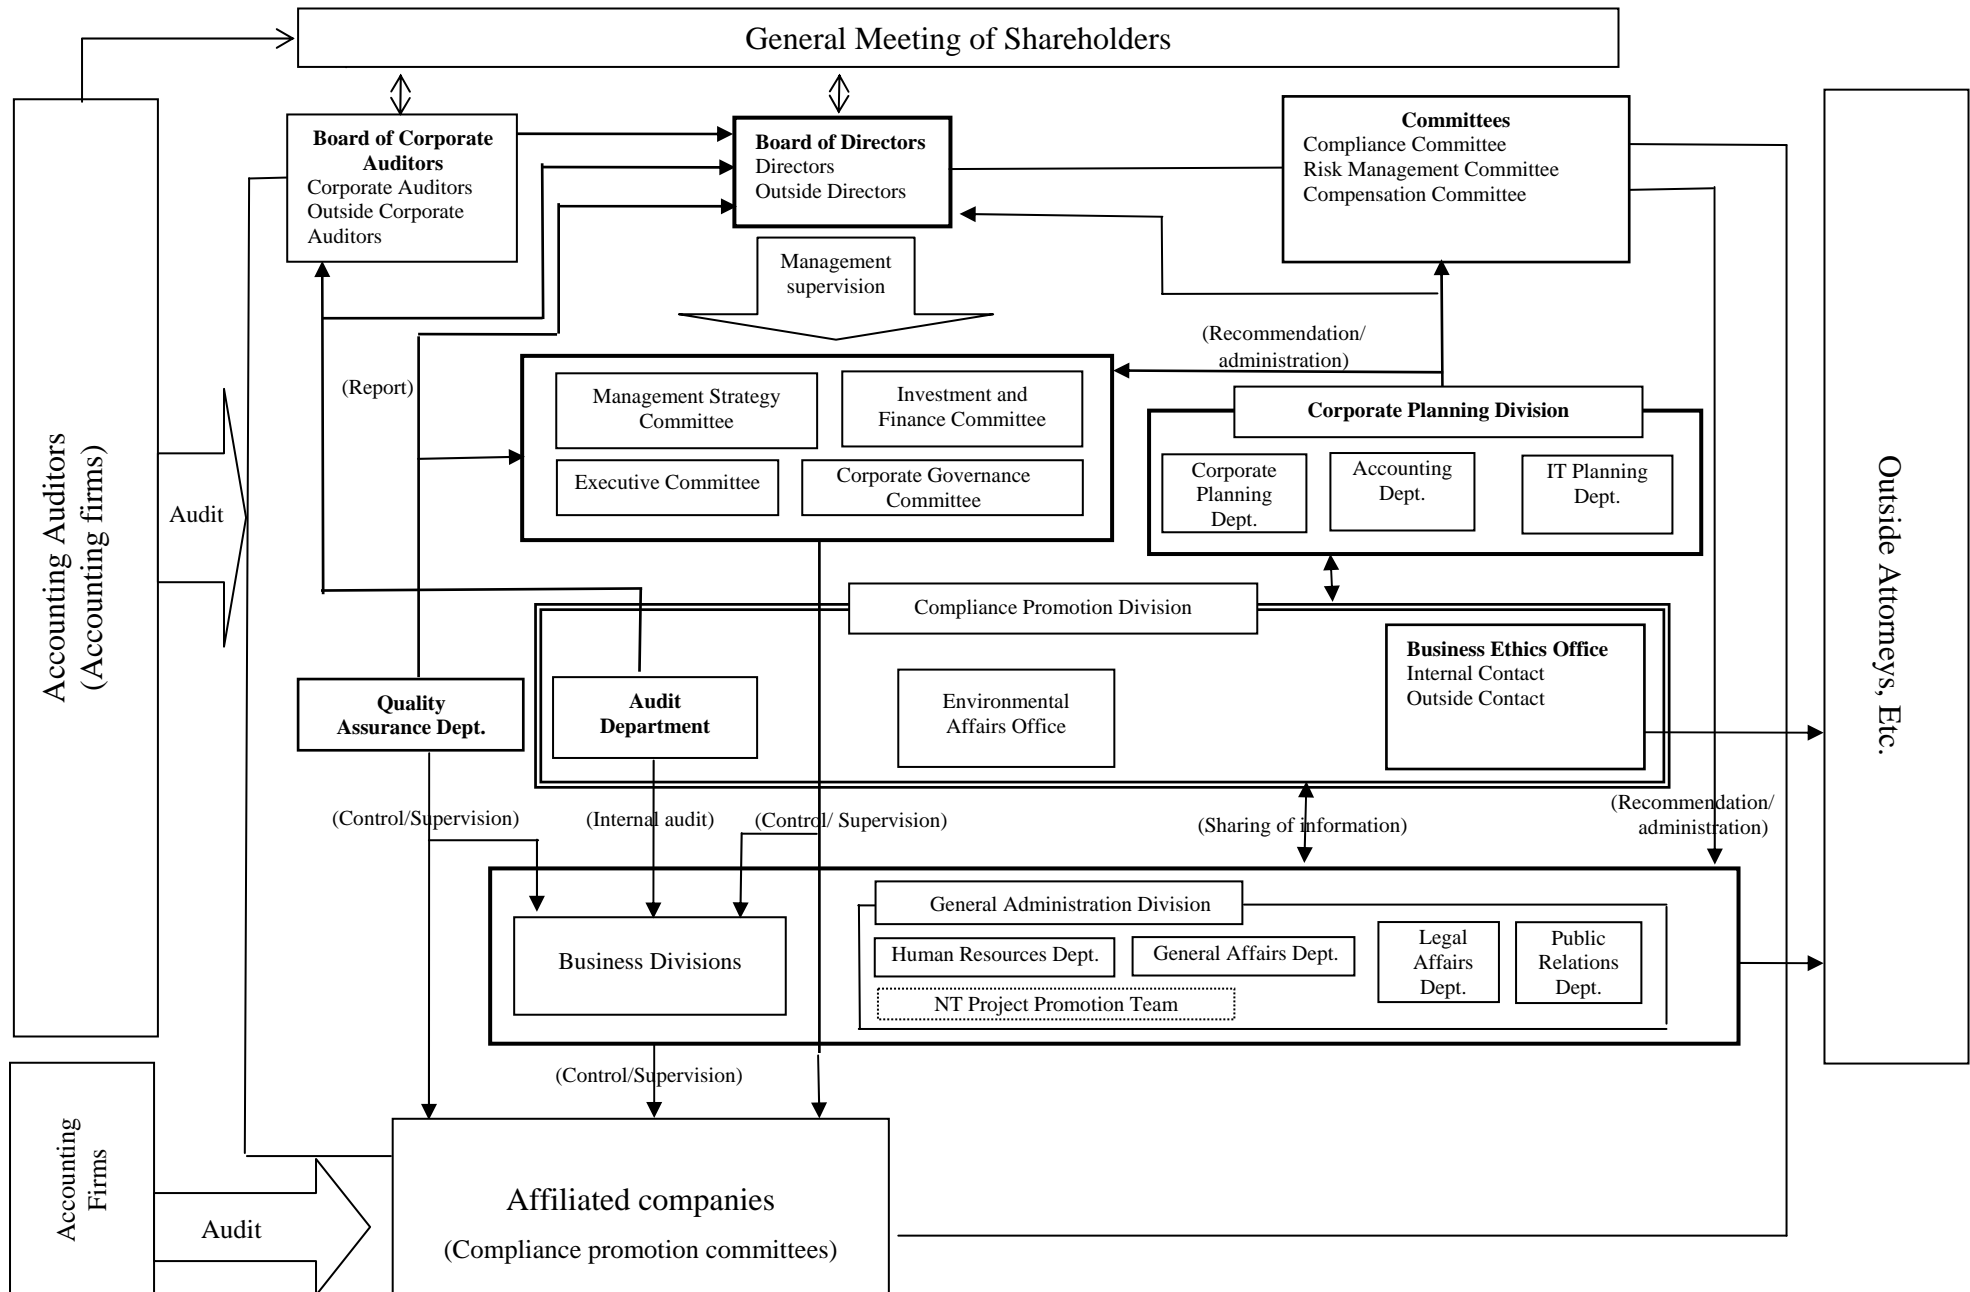 General Meeting of Shareholders
Board of Corporate
Auditors
Corporate Auditors
Outside Corporate
Auditors
Board of Directors
Directors
Outside Directors
Committees
Compliance Committee
Risk Management Committee
Compensation Committee
Management
supervision
(Recommendation/
administration)
(Report)
Management Strategy
Committee
Investment and
Finance Committee
Executive Committee
Corporate Governance
Committee
Corporate Planning Division
Corporate
Planning
Dept.
Accounting
Dept.
IT Planning
Dept.
Accounting Auditors
(Accounting firms)
Audit
Outside Attorneys, Etc.
Compliance Promotion Division
Quality
Assurance Dept.
Audit
Department
Environmental
Affairs Office
Business Ethics Office
Internal Contact
Outside Contact
(Control/Supervision)
(Internal audit)
(Control/ Supervision)
(Sharing of information)
(Recommendation/
administration)
Business Divisions
General Administration Division
Human Resources Dept.
General Affairs Dept.
Legal
Affairs
Dept.
Public
Relations
Dept.
NT Project Promotion Team
(Control/Supervision)
Accounting
Firms
Audit
Affiliated companies
(Compliance promotion committees)